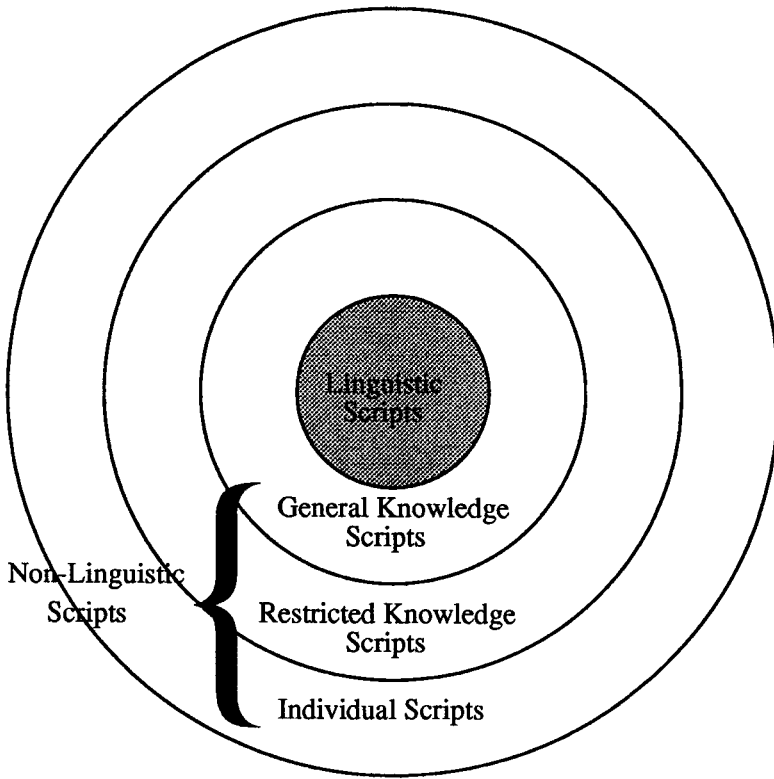 Linguistic
Scripts
General Knowledge
Scripts
Non-Linguistic
Scripts
Restricted Knowledge
Scripts
Individual Scripts